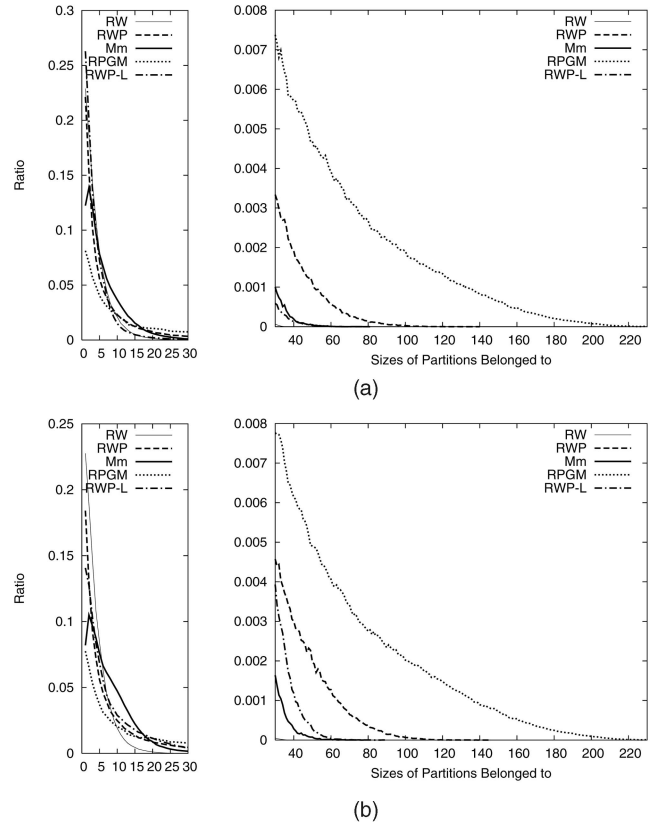 0.3
0.25
0.2
0.15
0.1
0.05
0
Ratio
RW
RWP
Mm
RPGM
RWP-L
0 5 10 15 20 25 30
0.008
0.007
0.006
0.005
0.004
0.003
0.002
0.001
0
RW
RWP
Mm
RPGM
RWP-L
40 60 80 100 120 140 160 180 200 220
Sizes of Partitions Belonged to
(a)
0.25
0.2
0.15
0.1
0.05
0
Ratio
RW
RWP
Mm
RPGM
RWP-L
0 5 10 15 20 25 30
0.008
0.007
0.006
0.005
0.004
0.003
0.002
0.001
0
RW
RWP
Mm
RPGM
RWP-L
40 60 80 100 120 140 160 180 200 220
Sizes of Partitions Belonged to
(b)